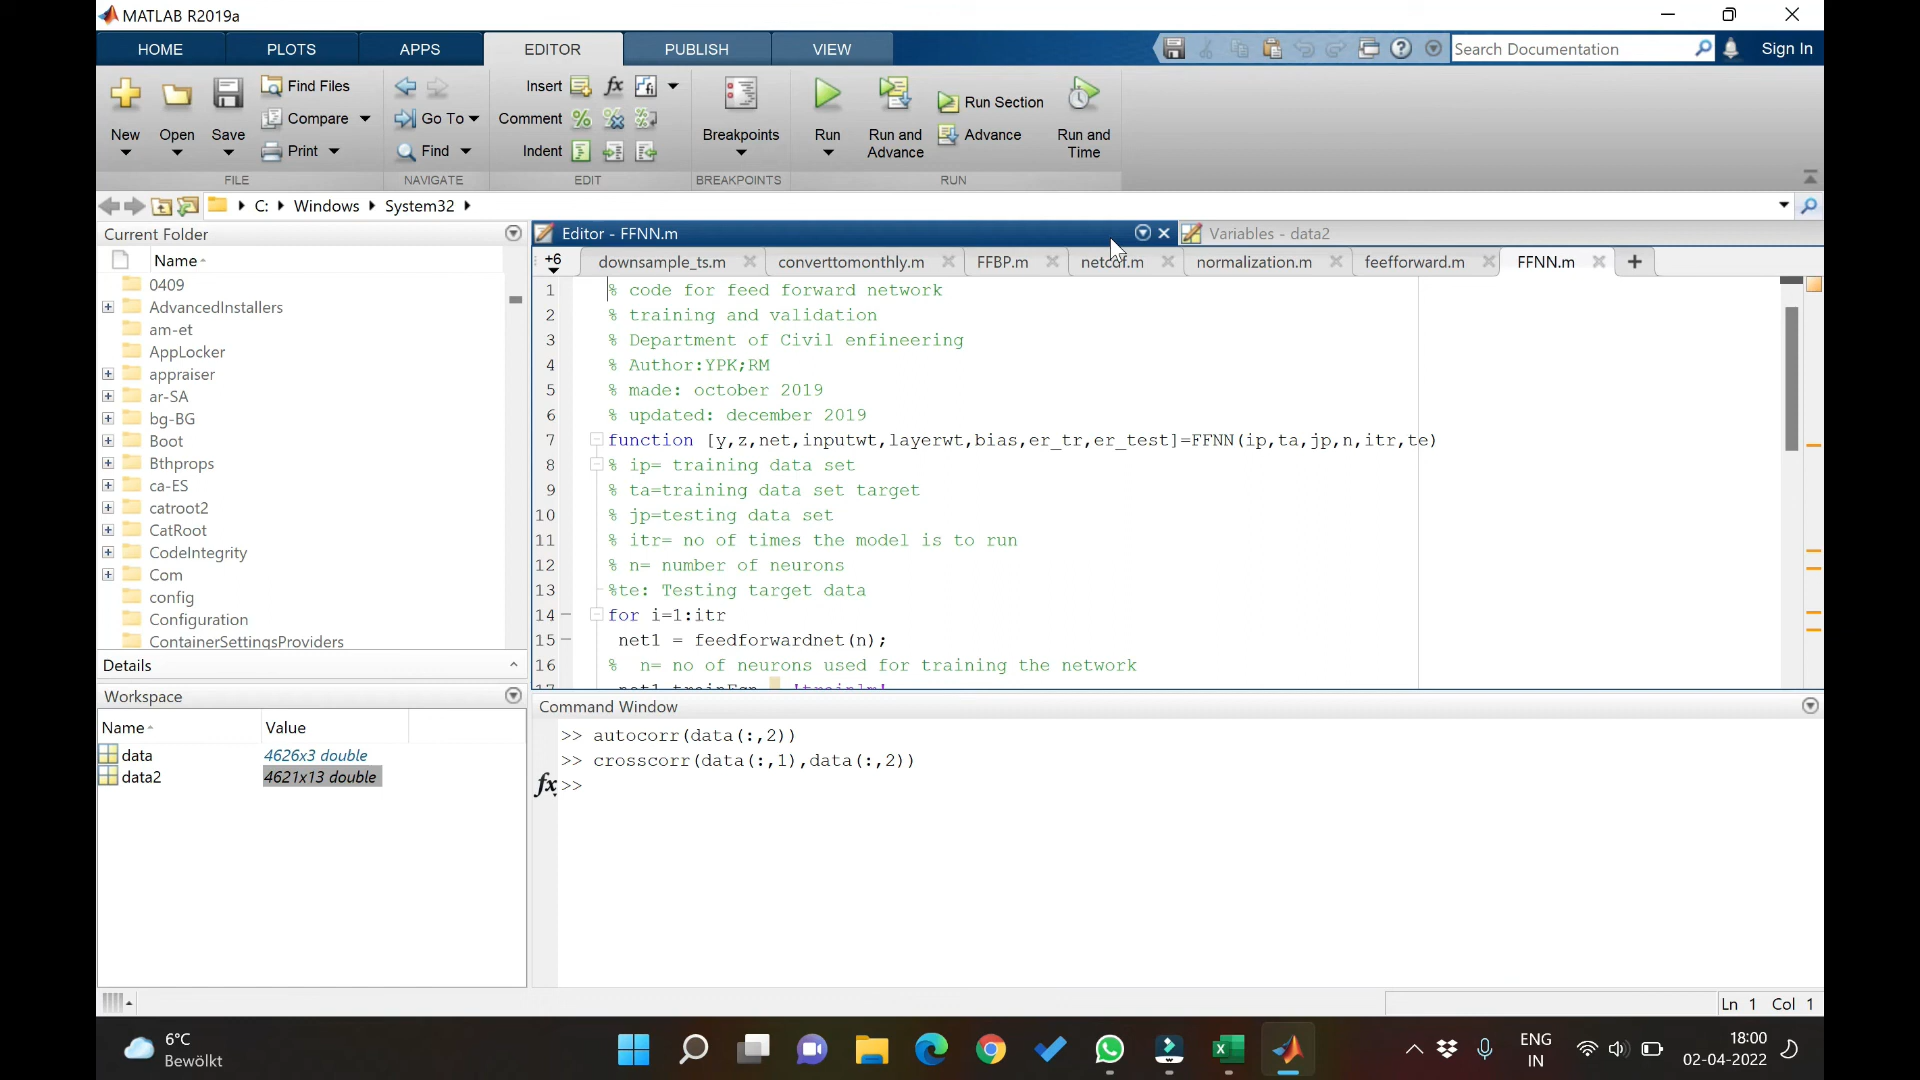 MATLAB R2019a
HOME
PLOTS
APPS
EDITOR
PUBLISH
VIEW
Search Documentation
Sign In
New
Open
Save
Find Files
Compare
Print
Go To
Find
Insert
fx
Comment
Indent
Breakpoints
Run
Run and
Advance
Run Section
Advance
Run and
Time
FILE
NAVIGATE
EDIT
BREAKPOINTS
RUN
C: Windows System32
Current Folder
Name
0409
AdvancedInstallers
am-et
AppLocker
appraiser
ar-SA
bg-BG
Boot
Bthprops
ca-ES
catroot2
CatRoot
CodeIntegrity
Com
config
Configuration
ContainerSettingsProviders
Details
Workspace
Name Value
data 4626x3 double
data2 4621x13 double
Editor - FFNN.m
Variables - data2
+6
downsample_ts.m
converttomonthly.m
FFBP.m
netcdf.m
normalization.m
feefforward.m
FFNN.m
1 % code for feed forward network
2 % training and validation
3 % Department of Civil enfineering
4 % Author:YPK;RM
5 % made: october 2019
6 % updated: december 2019
7 function [y,z,net,inputwt,layerwt,bias,er_tr,er_test]=FFNN(ip,ta,jp,n,itr,te)
8 % ip= training data set
9 % ta=training data set target
10 % jp=testing data set
11 % itr= no of times the model is to run
12 % n= number of neurons
13 %te: Testing target data
14 for i=1:itr
15 net1 = feedforwardnet(n);
16 % n= no of neurons used for training the network
17 net1.trainFcn = 'trainlm'
Command Window
>> autocorr(data(:,2))
>> crosscorr(data(:,1),data(:,2))
fx >>
Ln 1 Col 1
6°C
Bewölkt
ENG
IN
18:00
02-04-2022